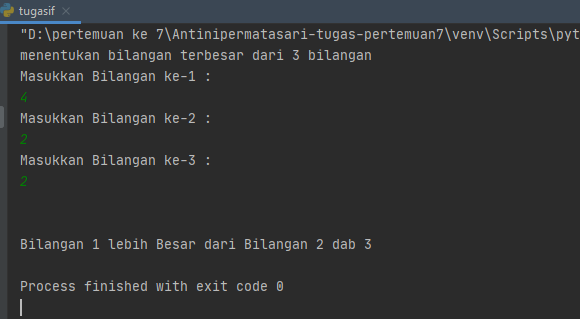 tugasif
"D:\pertemuan ke 7\Antinipermatasari-tugas-pertemuan7\venv\Scripts\pyt
menentukan bilangan terbesar dari 3 bilangan
Masukkan Bilangan ke-1 :
4
Masukkan Bilangan ke-2 :
2
Masukkan Bilangan ke-3 :
2
Bilangan 1 lebih Besar dari Bilangan 2 dab 3
Process finished with exit code 0